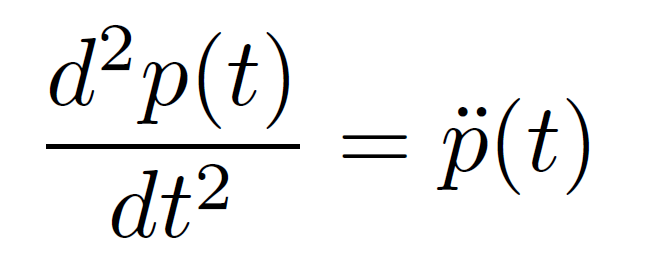 d²p(t)/dt² = p̈(t)